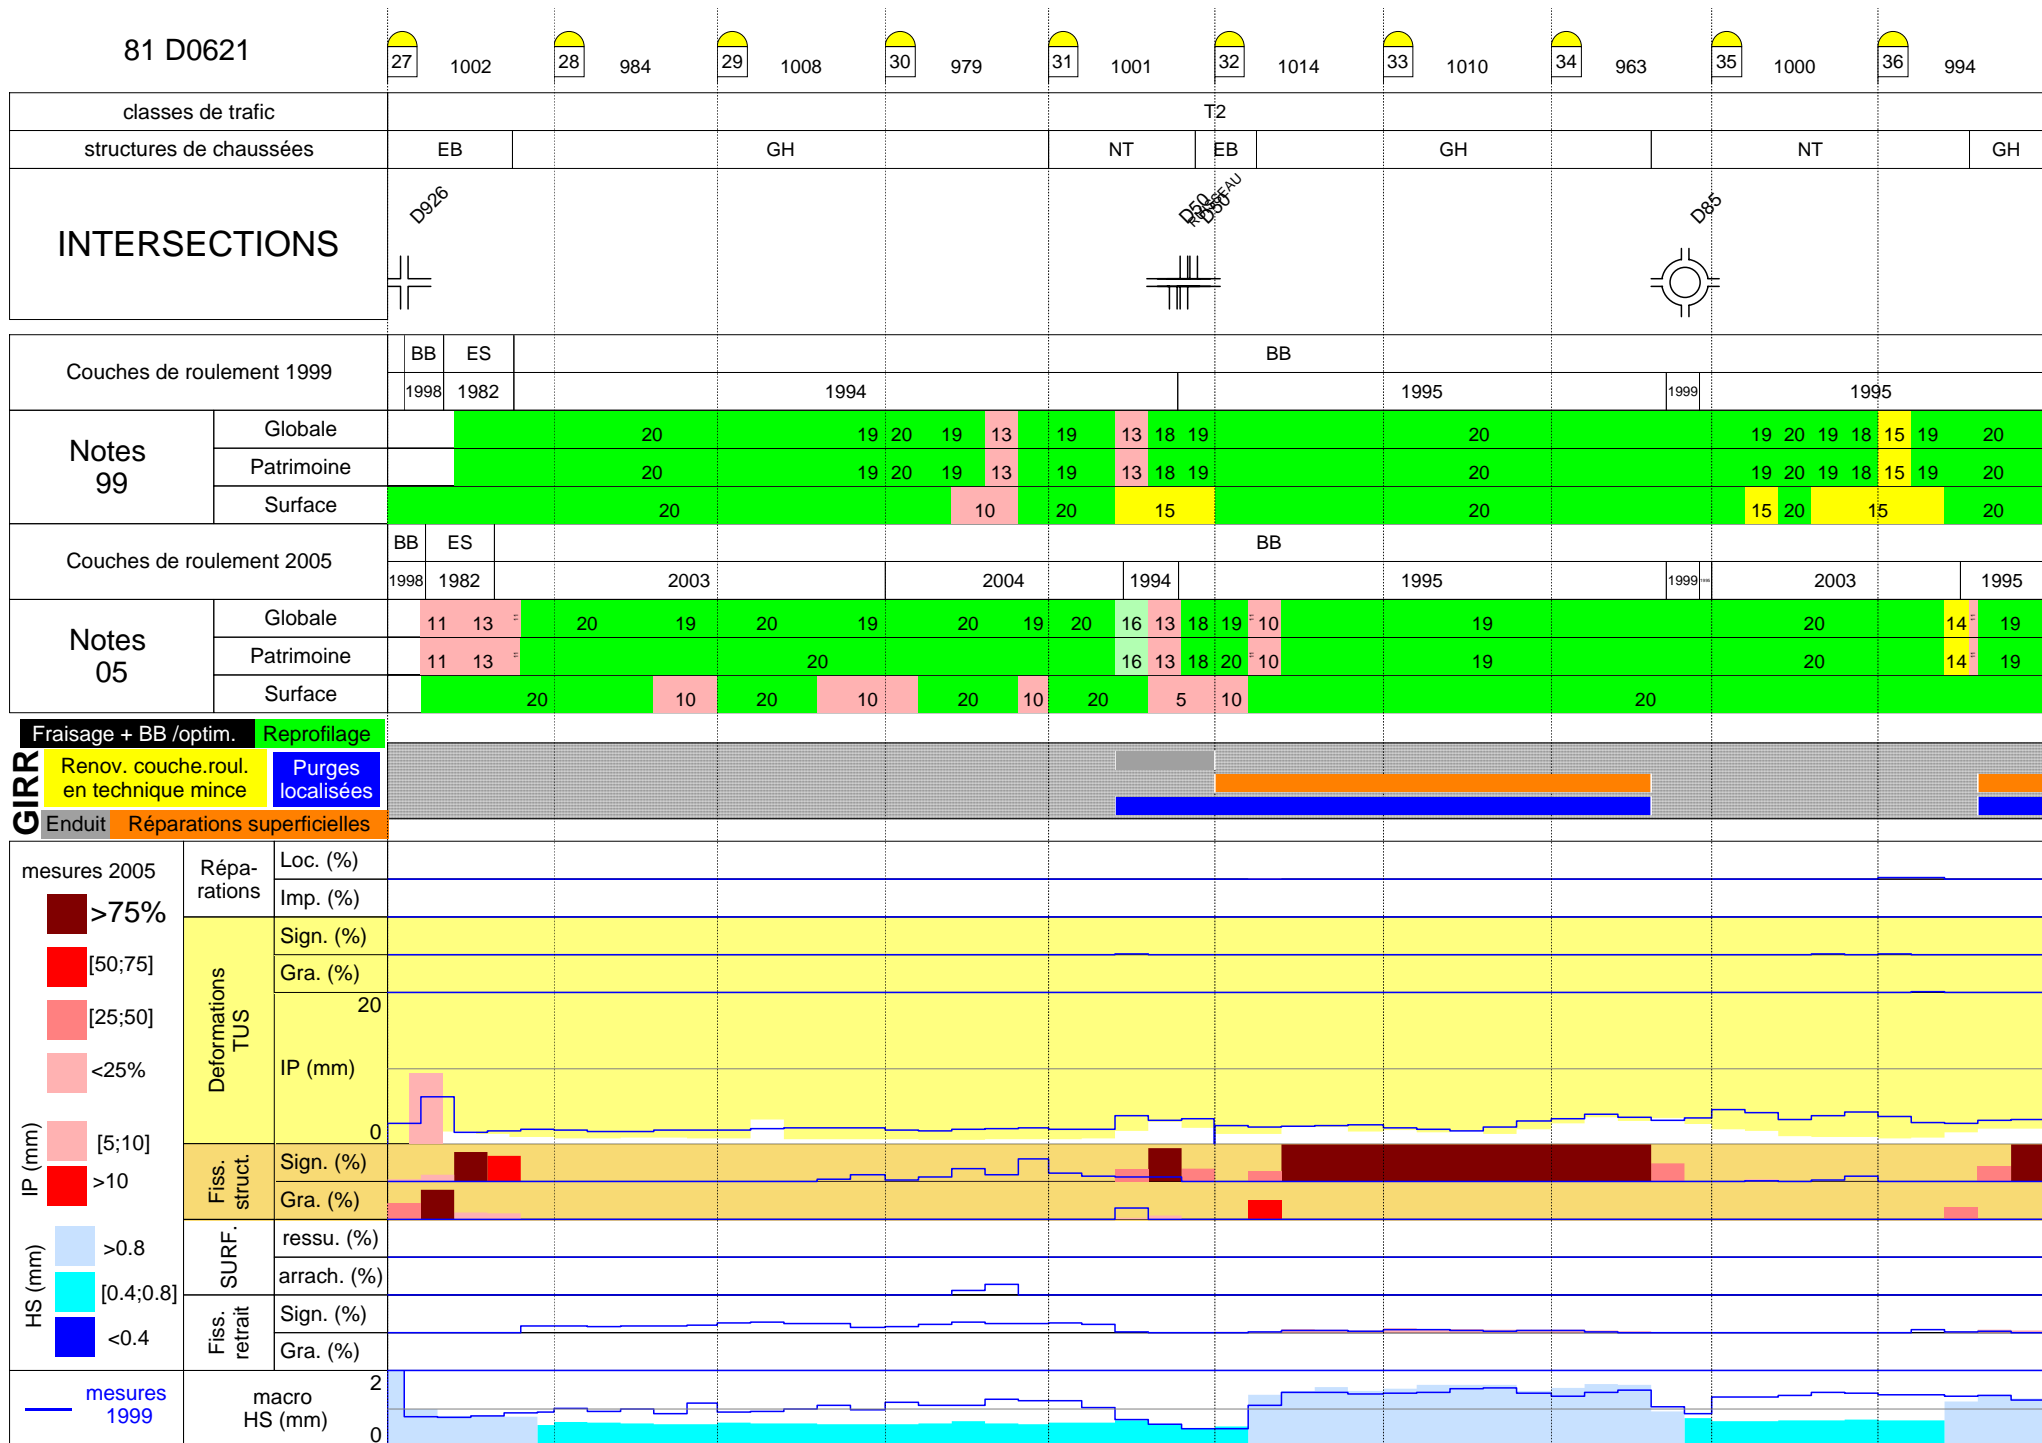 81 D0621
27 1002 28 984 29 1008 30 979 31 1001 32 1014 33 1010 34 963 35 1000 36 994
classes de trafic T2
structures de chaussées EB GH NT EB GH NT GH
INTERSECTIONS
D926 D50 RUISSEAU D50 D85
Couches de roulement 1999
BB ES BB
1998 1982 1994 1995 1999 1995
Notes
99
Globale 20 19 20 19 13 19 13 18 19 20 19 20 19 18 15 19 20
Patrimoine 20 19 20 19 13 19 13 18 19 20 19 20 19 18 15 19 20
Surface 20 10 20 15 20 15 20 15 20
Couches de roulement 2005
BB ES BB
1998 1982 2003 2004 1994 1995 1999 2003 1995
Notes
05
Globale 11 13 20 19 20 19 20 19 20 16 13 18 19 10 19 20 14 19
Patrimoine 11 13 20 16 13 18 20 10 19 20 14 19
Surface 20 10 20 10 20 10 20 5 10 20
GIRR
Fraisage + BB /optim. Reprofilage
Renov. couche.roul.
en technique mince
Purges
localisées
Enduit Réparations superficielles
mesures 2005
>75%
[50;75]
[25;50]
<25%
IP (mm)
[5;10]
>10
HS (mm)
>0.8
[0.4;0.8]
<0.4
mesures
1999
Répa-
rations
Loc. (%)
Imp. (%)
Deformations
TUS
Sign. (%)
Gra. (%)
IP (mm)
20
0
Fiss.
struct.
Sign. (%)
Gra. (%)
SURF.
ressu. (%)
arrach. (%)
Fiss.
retrait
Sign. (%)
Gra. (%)
macro
HS (mm)
2
0